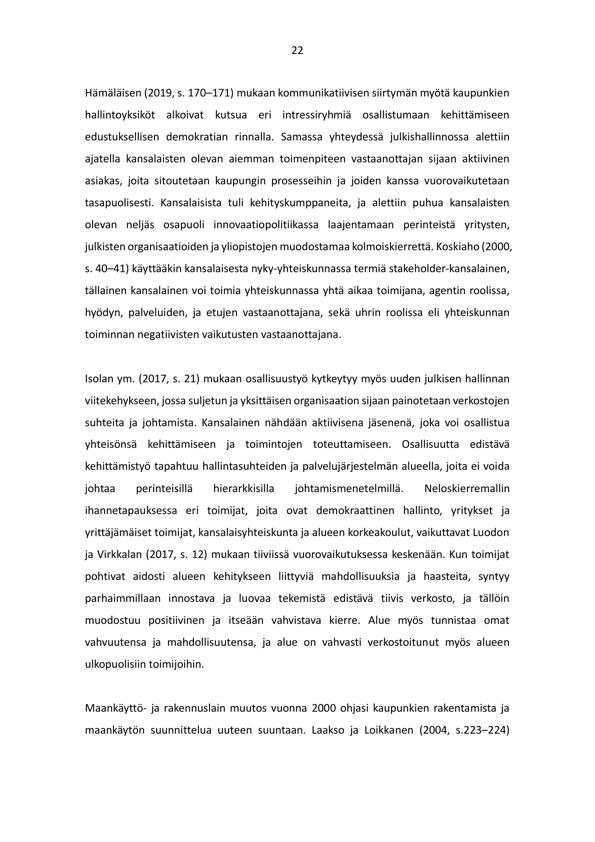 22
Hämäläisen (2019, s. 170–171) mukaan kommunikatiivisen siirtymän myötä kaupunkien
hallintoyksiköt alkoivat kutsua eri intressiryhmiä osallistumaan kehittämiseen
edustuksellisen demokratian rinnalla. Samassa yhteydessä julkishallinnossa alettiin
ajatella kansalaisten olevan aiemman toimenpiteen vastaanottajan sijaan aktiivinen
asiakas, joita sitoutetaan kaupungin prosesseihin ja joiden kanssa vuorovaikutetaan
tasapuolisesti. Kansalaisista tuli kehityskumppaneita, ja alettiin puhua kansalaisten
olevan neljäs osapuoli innovaatiopolitiikassa laajentamaan perinteistä yritysten,
julkisten organisaatioiden ja yliopistojen muodostamaa kolmoiskierrettä. Koskiaho (2000,
s. 40–41) käyttääkin kansalaisesta nyky-yhteiskunnassa termiä stakeholder-kansalainen,
tällainen kansalainen voi toimia yhteiskunnassa yhtä aikaa toimijana, agentin roolissa,
hyödyn, palveluiden, ja etujen vastaanottajana, sekä uhrin roolissa eli yhteiskunnan
toiminnan negatiivisten vaikutusten vastaanottajana.
Isolan ym. (2017, s. 21) mukaan osallisuustyö kytkeytyy myös uuden julkisen hallinnan
viitekehykseen, jossa suljetun ja yksittäisen organisaation sijaan painotetaan verkostojen
suhteita ja johtamista. Kansalainen nähdään aktiivisena jäsenenä, joka voi osallistua
yhteisönsä kehittämiseen ja toimintojen toteuttamiseen. Osallisuutta edistävä
kehittämistyö tapahtuu hallintasuhteiden ja palvelujärjestelmän alueella, joita ei voida
johtaa perinteisillä hierarkkisilla johtamismenetelmillä. Neloskierremallin
ihannetapauksessa eri toimijat, joita ovat demokraattinen hallinto, yritykset ja
yrittäjämäiset toimijat, kansalaisyhteiskunta ja alueen korkeakoulut, vaikuttavat Luodon
ja Virkkalan (2017, s. 12) mukaan tiiviissä vuorovaikutuksessa keskenään. Kun toimijat
pohtivat aidosti alueen kehitykseen liittyviä mahdollisuuksia ja haasteita, syntyy
parhaimmillaan innostava ja luovaa tekemistä edistävä tiivis verkosto, ja tällöin
muodostuu positiivinen ja itseään vahvistava kierre. Alue myös tunnistaa omat
vahvuutensa ja mahdollisuutensa, ja alue on vahvasti verkostoitunut myös alueen
ulkopuolisiin toimijoihin.
Maankäyttö- ja rakennuslain muutos vuonna 2000 ohjasi kaupunkien rakentamista ja
maankäytön suunnittelua uuteen suuntaan. Laakso ja Loikkanen (2004, s.223–224)